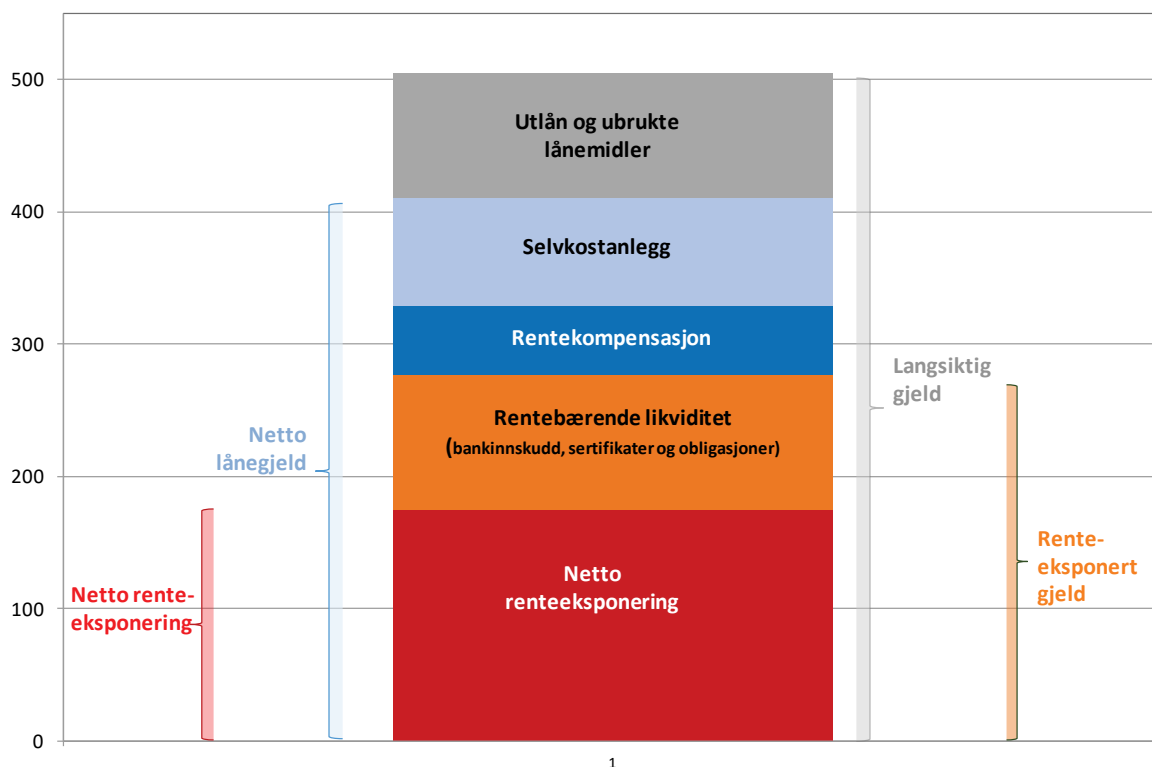 500
400
300
200
100
0
Utlån og ubrukte
lånemidler
Selvkostanlegg
Rentekompensasjon
Rentebærende likviditet
(bankinnskudd, sertifikater og obligasjoner)
Netto
renteeksponering
Netto
lånegjeld
Netto rente-
eksponering
Langsiktig
gjeld
Rente-
eksponert
gjeld
1